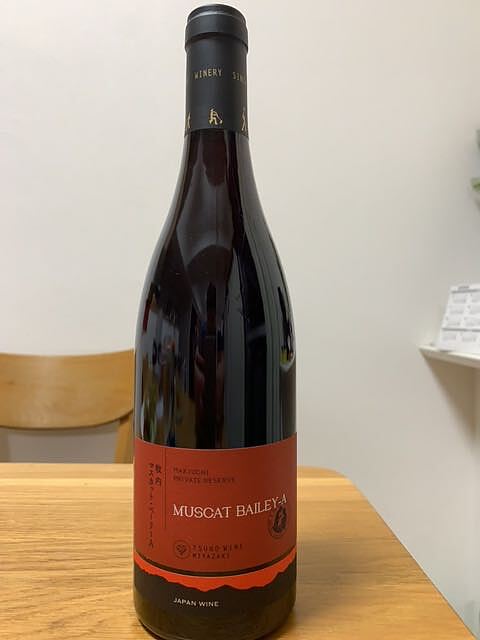 WINERY
牧内
マスカット・ベーリーA
MAKIUCHI
PRIVATE RESERVE
MUSCAT BAILEY-A
TSUNO WINE
MIYAZAKI
JAPAN WINE